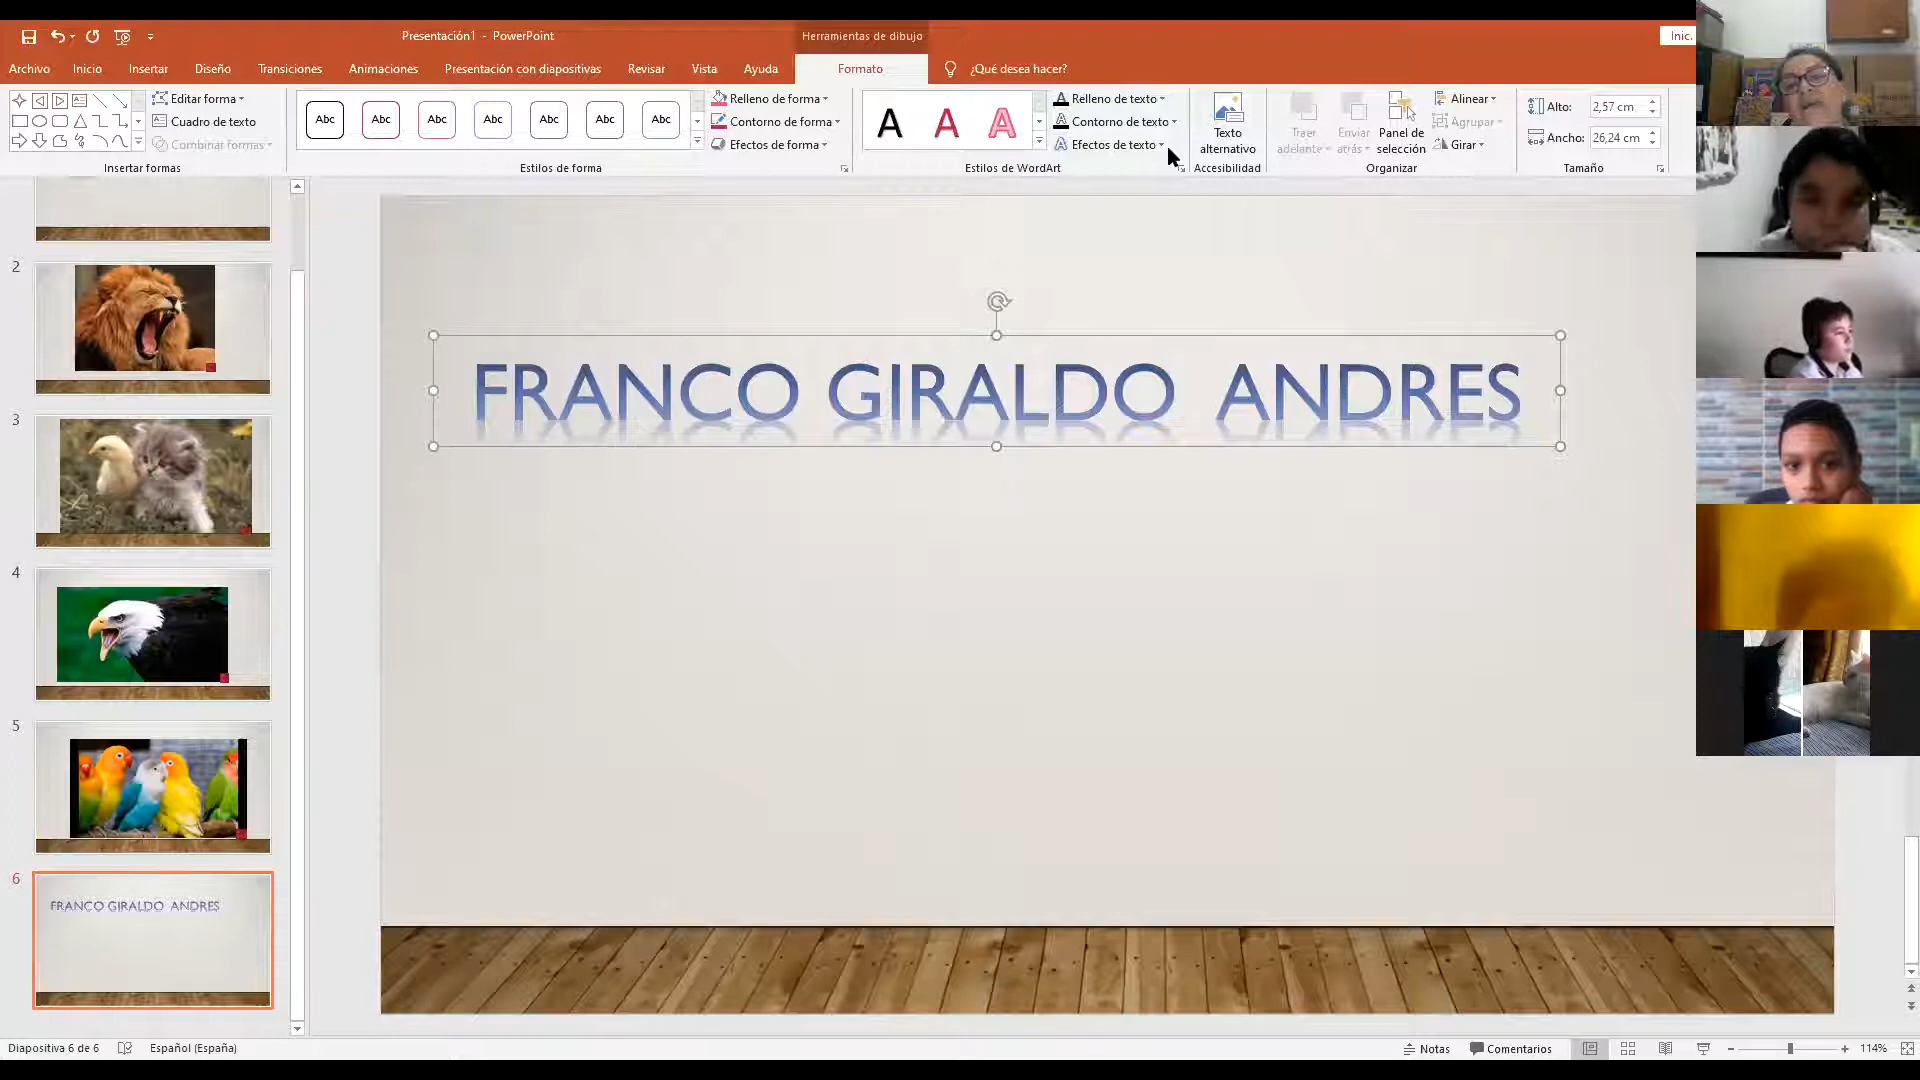 Presentación1 - PowerPoint
Herramientas de dibujo
Inic.
Archivo
Inicio
Insertar
Diseño
Transiciones
Animaciones
Presentación con diapositivas
Revisar
Vista
Ayuda
Formato
¿Qué desea hacer?
Editar forma
Cuadro de texto
Combinar formas
Insertar formas
Abc Abc Abc Abc Abc Abc Abc
Relleno de forma
Contorno de forma
Efectos de forma
Estilos de forma
A A A
Relleno de texto
Contorno de texto
Efectos de texto
Estilos de WordArt
Texto
alternativo
Accesibilidad
Traer
adelante
Enviar
atrás
Panel de
selección
Alinear
Agrupar
Girar
Organizar
Alto: 2,57 cm
Ancho: 26,24 cm
Tamaño
2
3
4
5
6
FRANCO GIRALDO ANDRES
FRANCO GIRALDO ANDRES
Diapositiva 6 de 6
Español (España)
Notas
Comentarios
114%